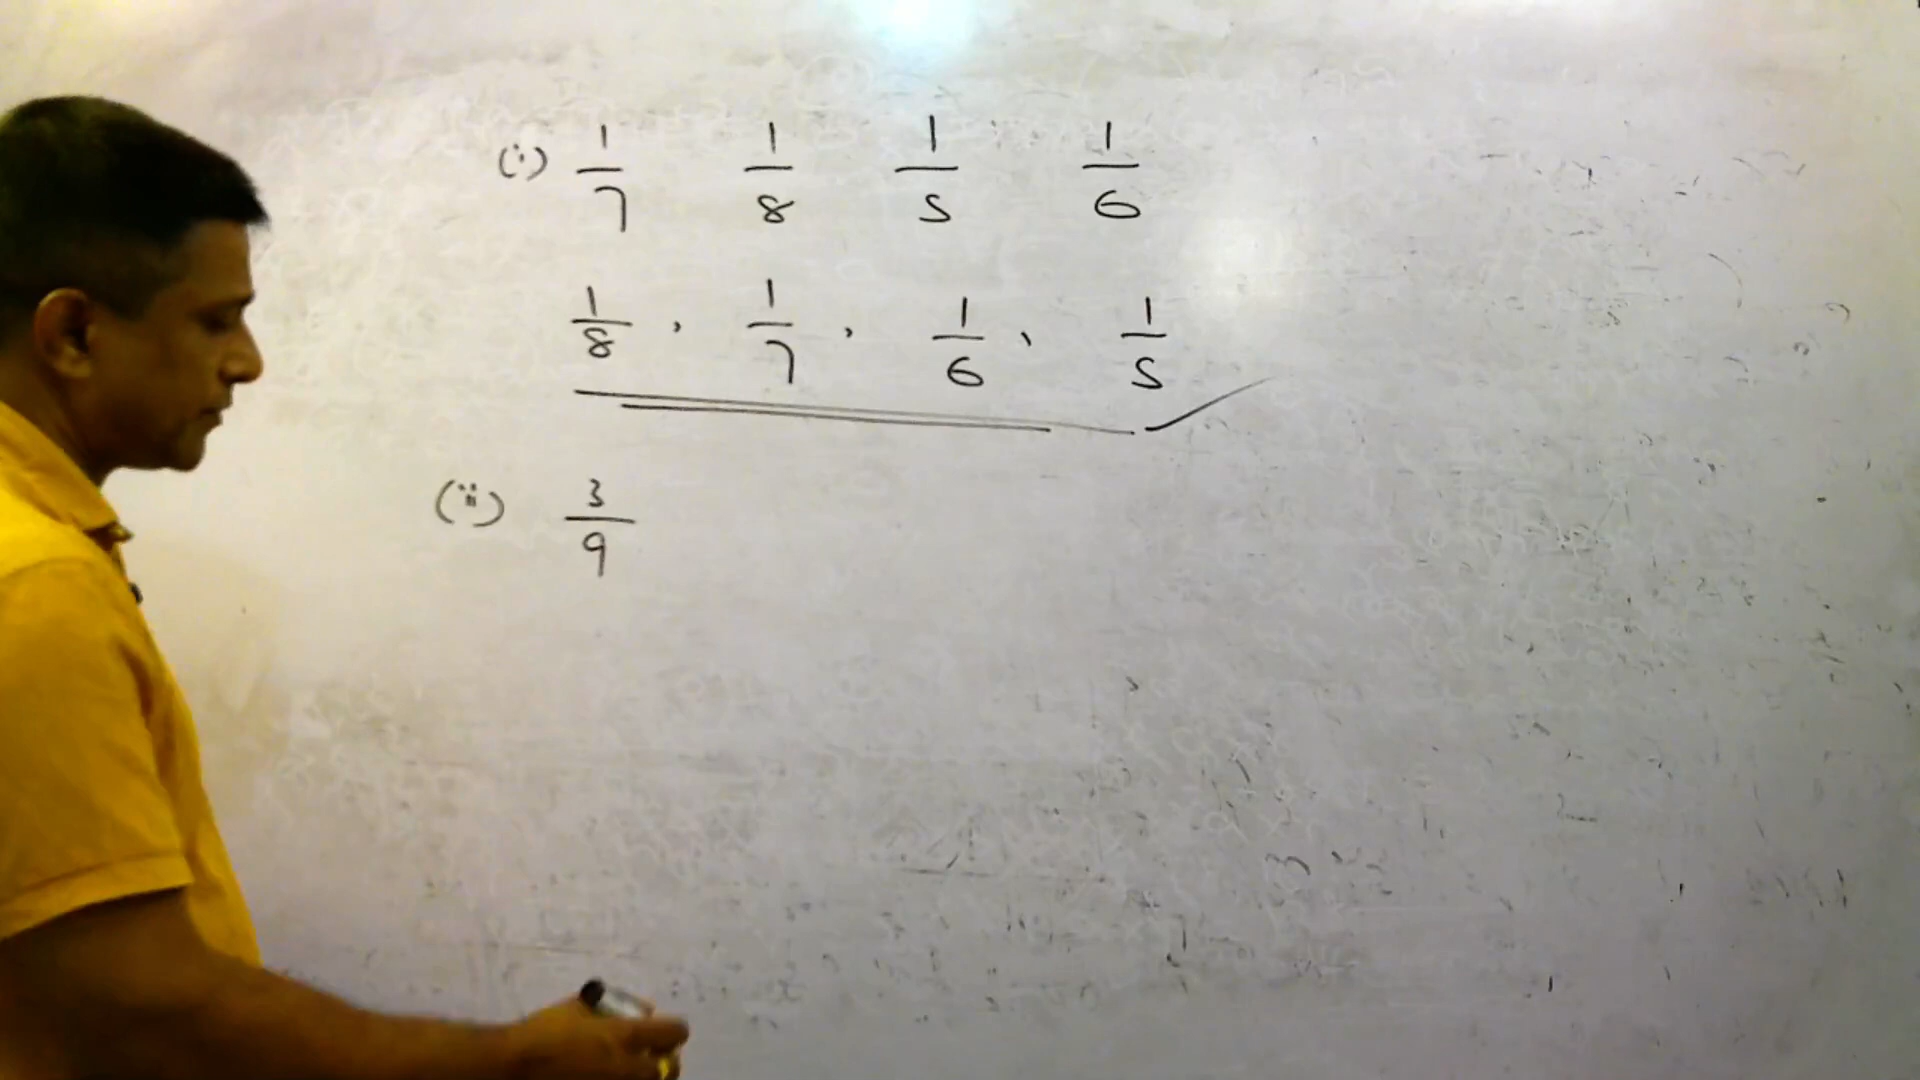 (i) 1/7 1/8 1/5 1/6
1/8 , 1/7 , 1/6 , 1/5
(ii) 3/9